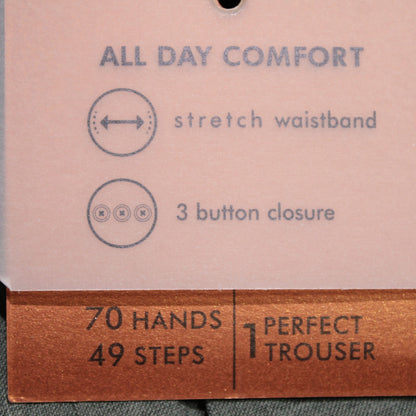 ALL DAY COMFORT
stretch waistband
3 button closure
70 HANDS
49 STEPS
1 PERFECT
TROUSER